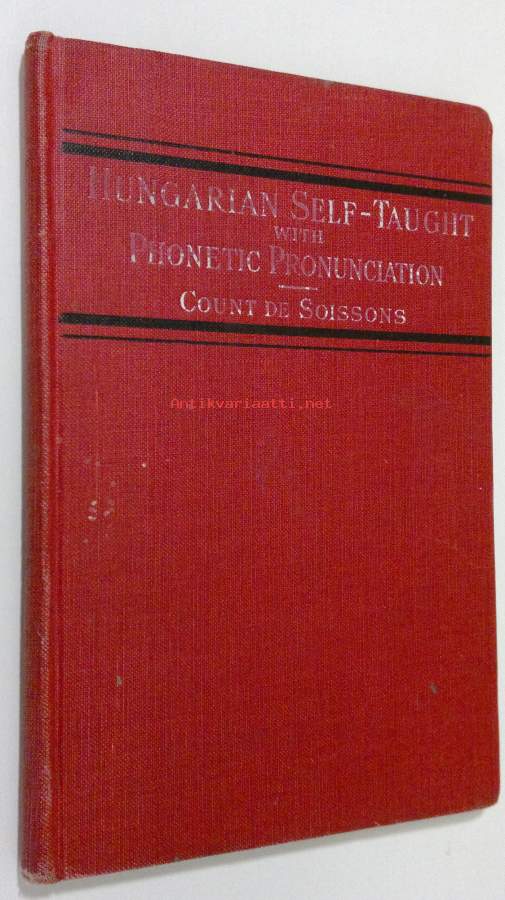 HUNGARIAN SELF-TAUGHT
WITH
PHONETIC PRONUNCIATION
COUNT DE SOISSONS
Antikvariaatti.net